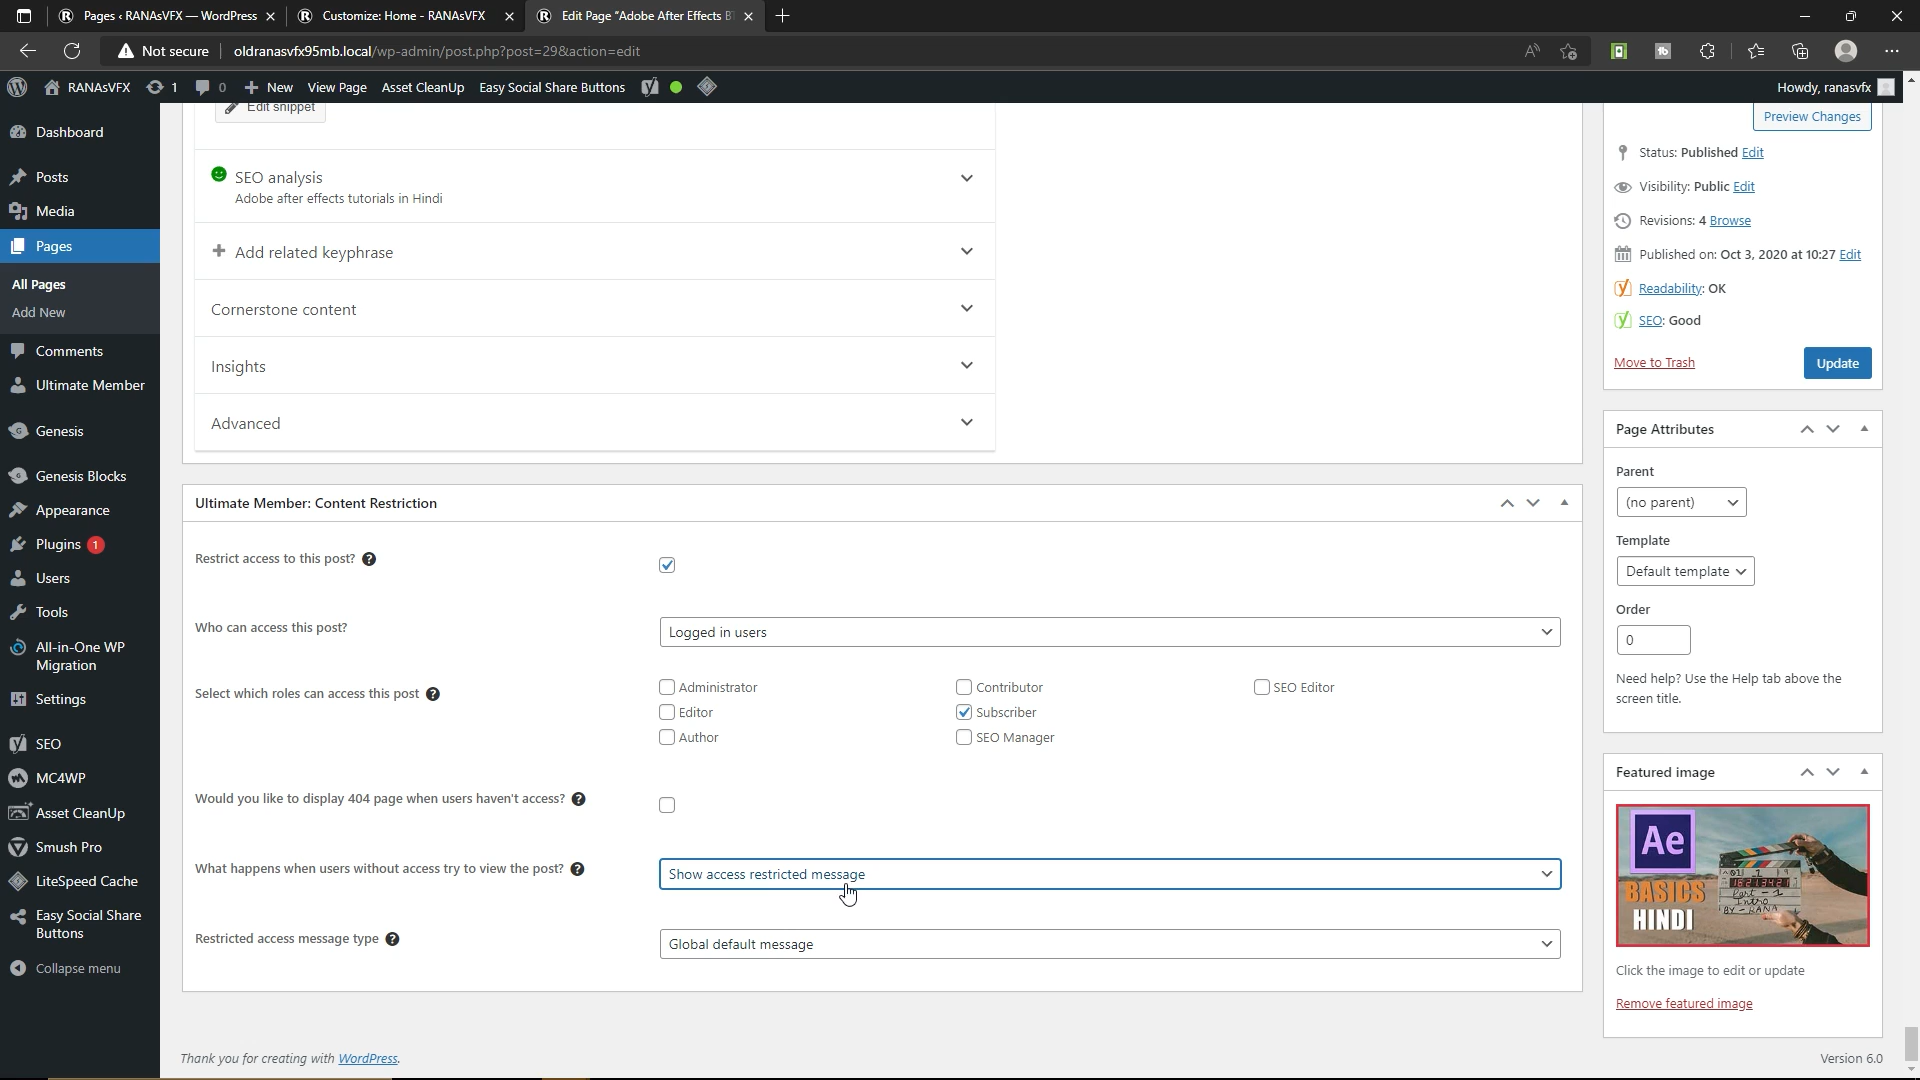 Pages ‹ RANAsVFX — WordPress
Customize: Home - RANAsVFX
Edit Page "Adobe After Effects B
Not secure
oldranasvfx95mb.local/wp-admin/post.php?post=29&action=edit
RANAsVFX
1
0
New
View Page
Asset CleanUp
Easy Social Share Buttons
Howdy, ranasvfx
Dashboard
Posts
Media
Pages
All Pages
Add New
Comments
Ultimate Member
Genesis
Genesis Blocks
Appearance
Plugins 1
Users
Tools
All-in-One WP
Migration
Settings
SEO
MC4WP
Asset CleanUp
Smush Pro
LiteSpeed Cache
Easy Social Share
Buttons
Collapse menu
Edit snippet
SEO analysis
Adobe after effects tutorials in Hindi
Add related keyphrase
Cornerstone content
Insights
Advanced
Ultimate Member: Content Restriction
Restrict access to this post?
Who can access this post?
Logged in users
Select which roles can access this post
Administrator
Contributor
SEO Editor
Editor
Subscriber
Author
SEO Manager
Would you like to display 404 page when users haven't access?
What happens when users without access try to view the post?
Show access restricted message
Restricted access message type
Global default message
Thank you for creating with WordPress.
Version 6.0
Preview Changes
Status: Published Edit
Visibility: Public Edit
Revisions: 4 Browse
Published on: Oct 3, 2020 at 10:27 Edit
Readability: OK
SEO: Good
Move to Trash
Update
Page Attributes
Parent
(no parent)
Template
Default template
Order
0
Need help? Use the Help tab above the
screen title.
Featured image
Ae
BASICS
HINDI
Part - 1
Intro
BY - RANA
Click the image to edit or update
Remove featured image